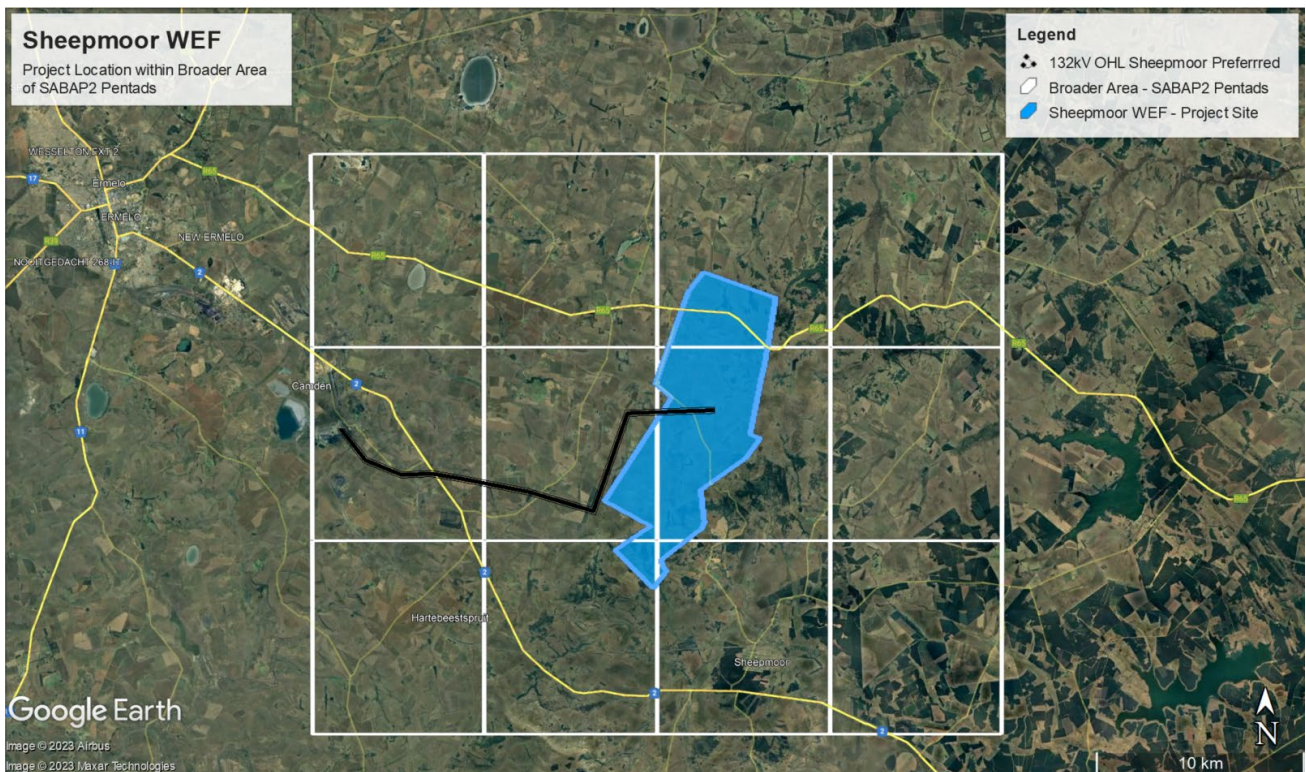 Sheepmoor WEF
Project Location within Broader Area
of SABAP2 Pentads
Legend
132kV OHL Sheepmoor Preferrred
Broader Area - SABAP2 Pentads
Sheepmoor WEF - Project Site
WESSELTON EXT 2
17
Ermelo
R65
ERMELO
R39
NEW ERMELO
NOOITGEDACHT 268 IT
2
R65
R65
R65
R65
Camden
2
11
R65
2
Hartebeestspruit
Sheepmoor
2
2
Google Earth
Image © 2023 Airbus
Image © 2023 Maxar Technologies
N
10 km